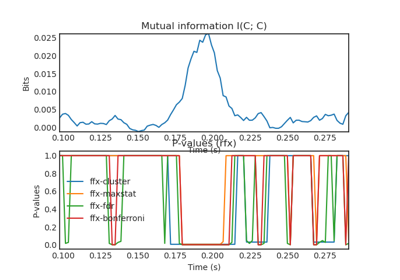 Mutual information I(C; C)
0.025
0.020
0.015
0.010
0.005
0.000
Bits
0.100 0.125 0.150 0.175 0.200 0.225 0.250 0.275
Time (s)
P-values (rfx)
1.0
0.8
0.6
0.4
0.2
0.0
P-values
ffx-cluster
ffx-maxstat
ffx-fdr
ffx-bonferroni
0.100 0.125 0.150 0.175 0.200 0.225 0.250 0.275
Time (s)